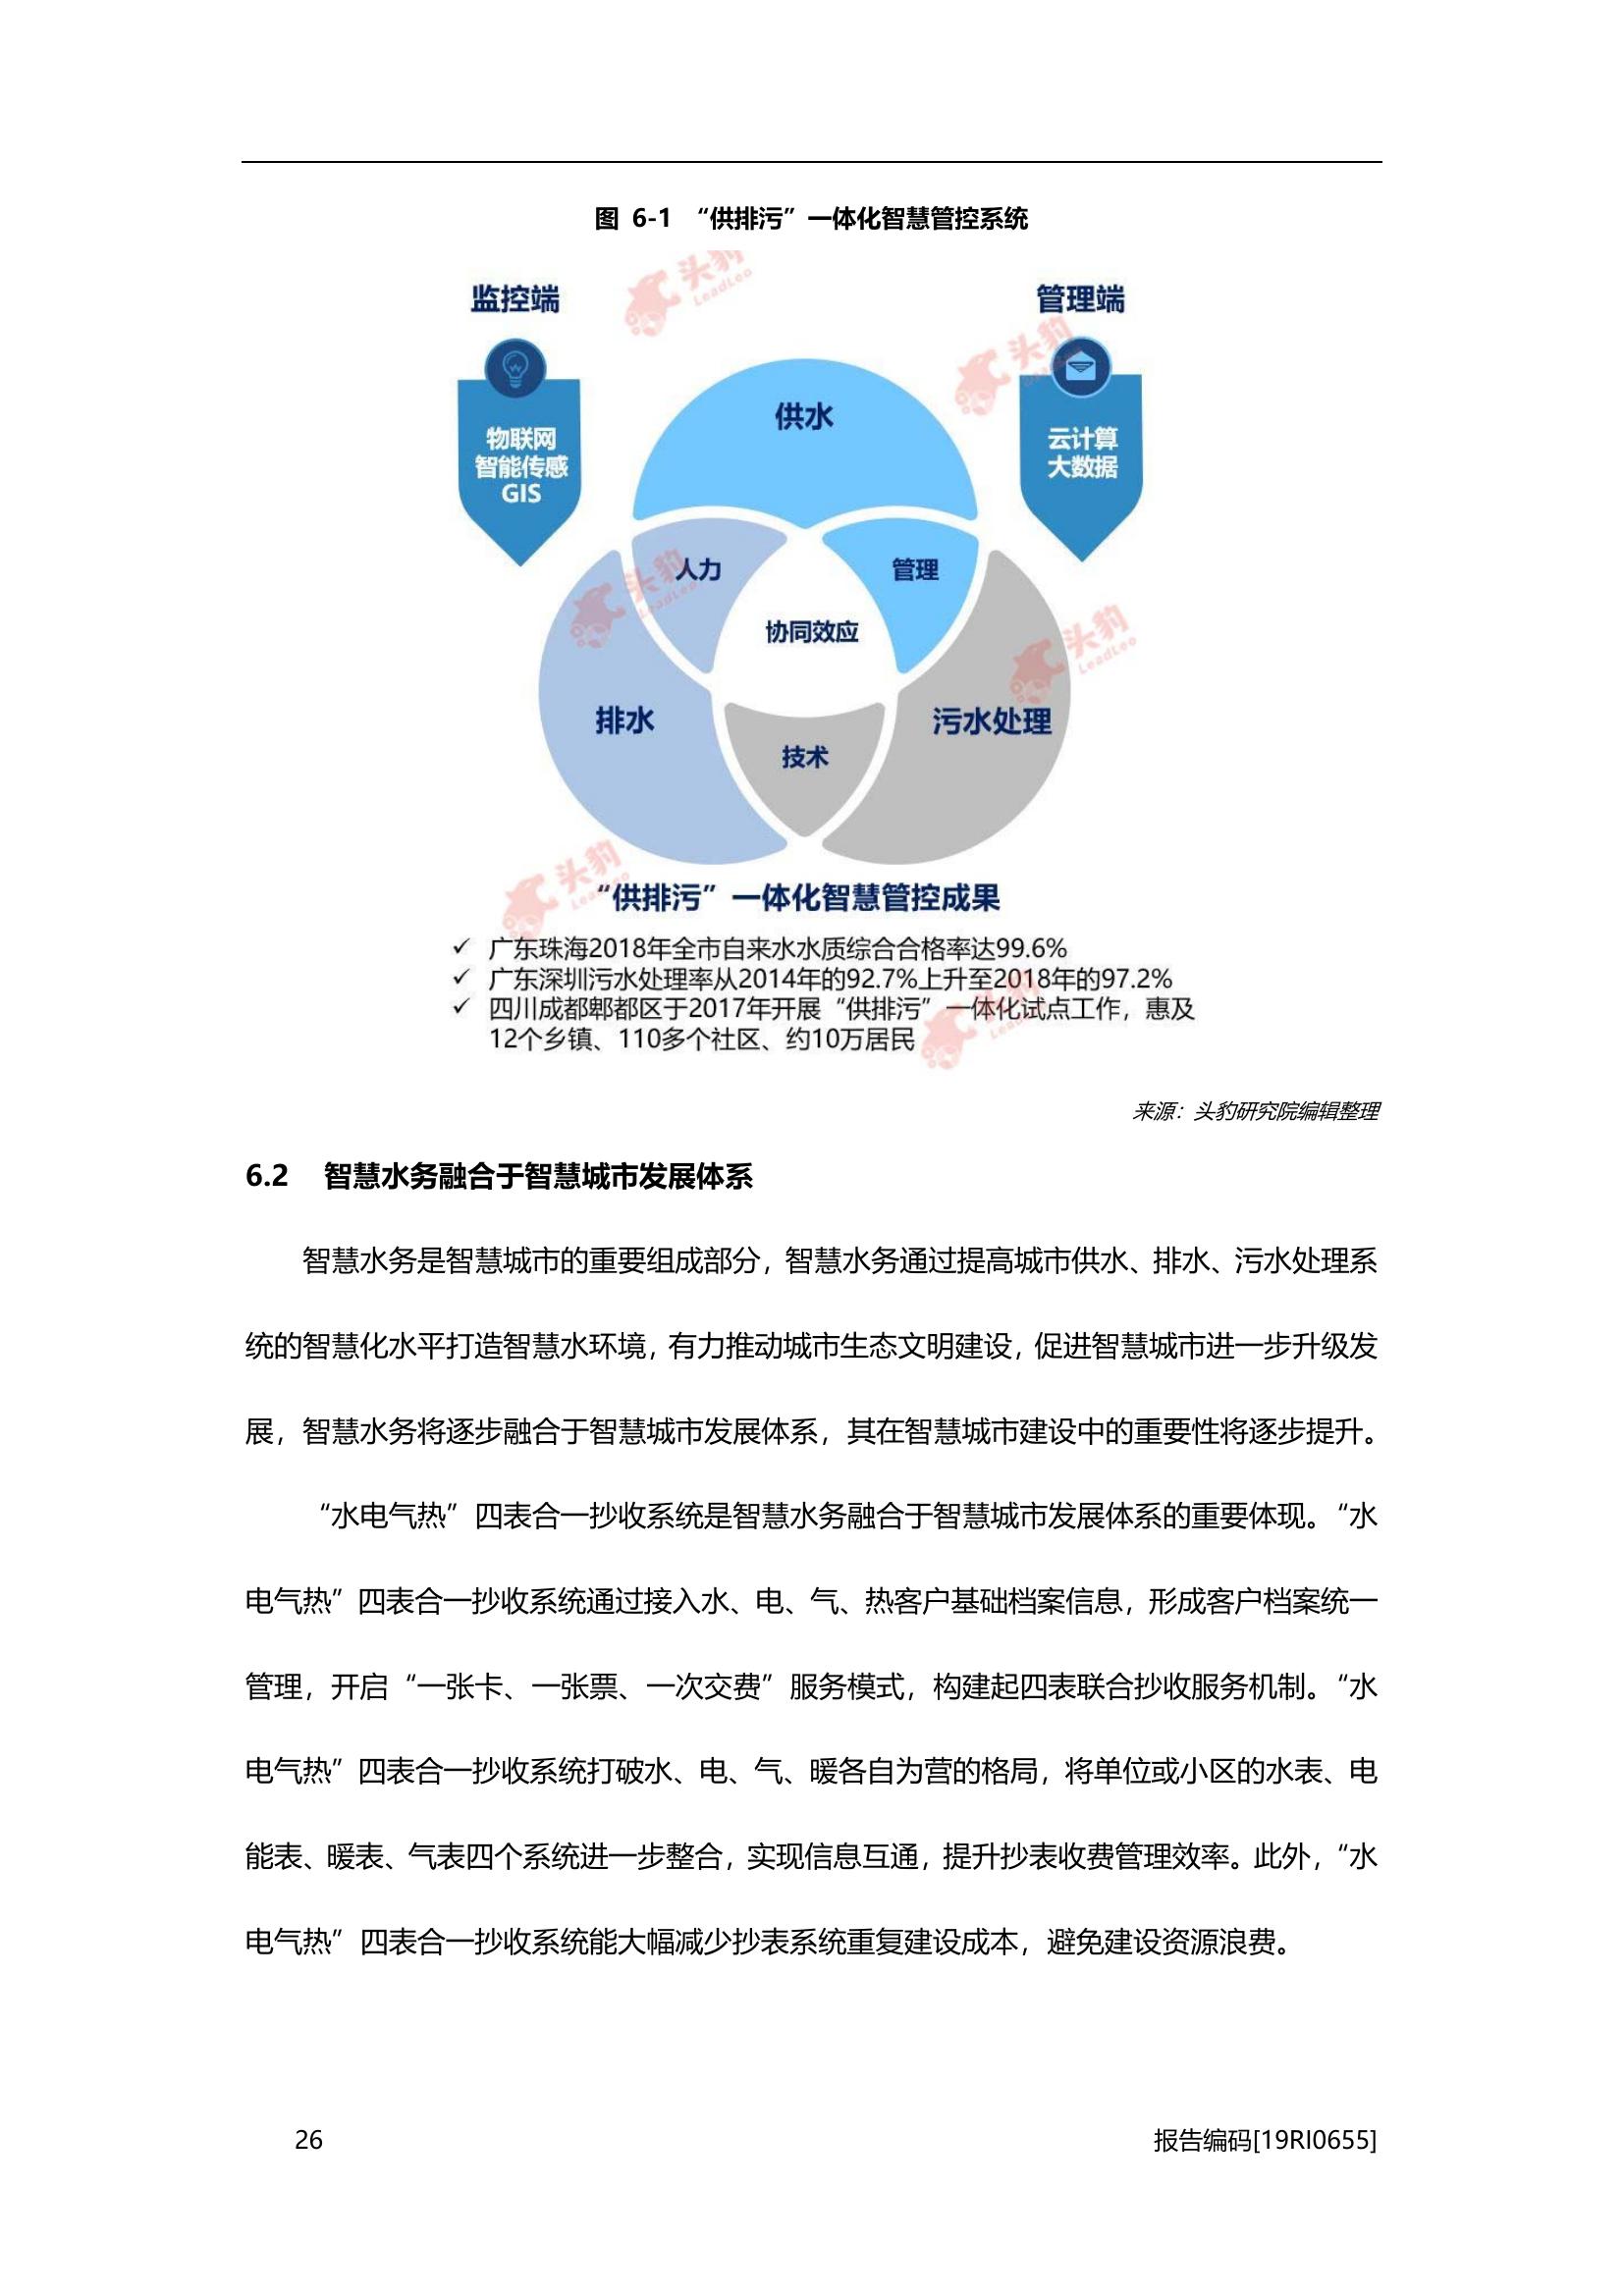 图 6-1 “供排污”一体化智慧管控系统
头豹
LeadLeo
监控端
管理端
头豹
物联网
智能传感
GIS
云计算
大数据
供水
人力
管理
头豹
LeadLeo
协同效应
头豹
LeadLeo
排水
污水处理
技术
头豹
LeadLeo
“供排污”一体化智慧管控成果
✓ 广东珠海2018年全市自来水水质综合合格率达99.6%
✓ 广东深圳污水处理率从2014年的92.7%上升至2018年的97.2%
✓ 四川成都郫都区于2017年开展“供排污”一体化试点工作，惠及
12个乡镇、110多个社区、约10万居民
来源：头豹研究院编辑整理
6.2 智慧水务融合于智慧城市发展体系
智慧水务是智慧城市的重要组成部分，智慧水务通过提高城市供水、排水、污水处理系
统的智慧化水平打造智慧水环境，有力推动城市生态文明建设，促进智慧城市进一步升级发
展，智慧水务将逐步融合于智慧城市发展体系，其在智慧城市建设中的重要性将逐步提升。
“水电气热”四表合一抄收系统是智慧水务融合于智慧城市发展体系的重要体现。“水
电气热”四表合一抄收系统通过接入水、电、气、热客户基础档案信息，形成客户档案统一
管理，开启“一张卡、一张票、一次交费”服务模式，构建起四表联合抄收服务机制。“水
电气热”四表合一抄收系统打破水、电、气、暖各自为营的格局，将单位或小区的水表、电
能表、暖表、气表四个系统进一步整合，实现信息互通，提升抄表收费管理效率。此外，“水
电气热”四表合一抄收系统能大幅减少抄表系统重复建设成本，避免建设资源浪费。
26
报告编码[19RI0655]